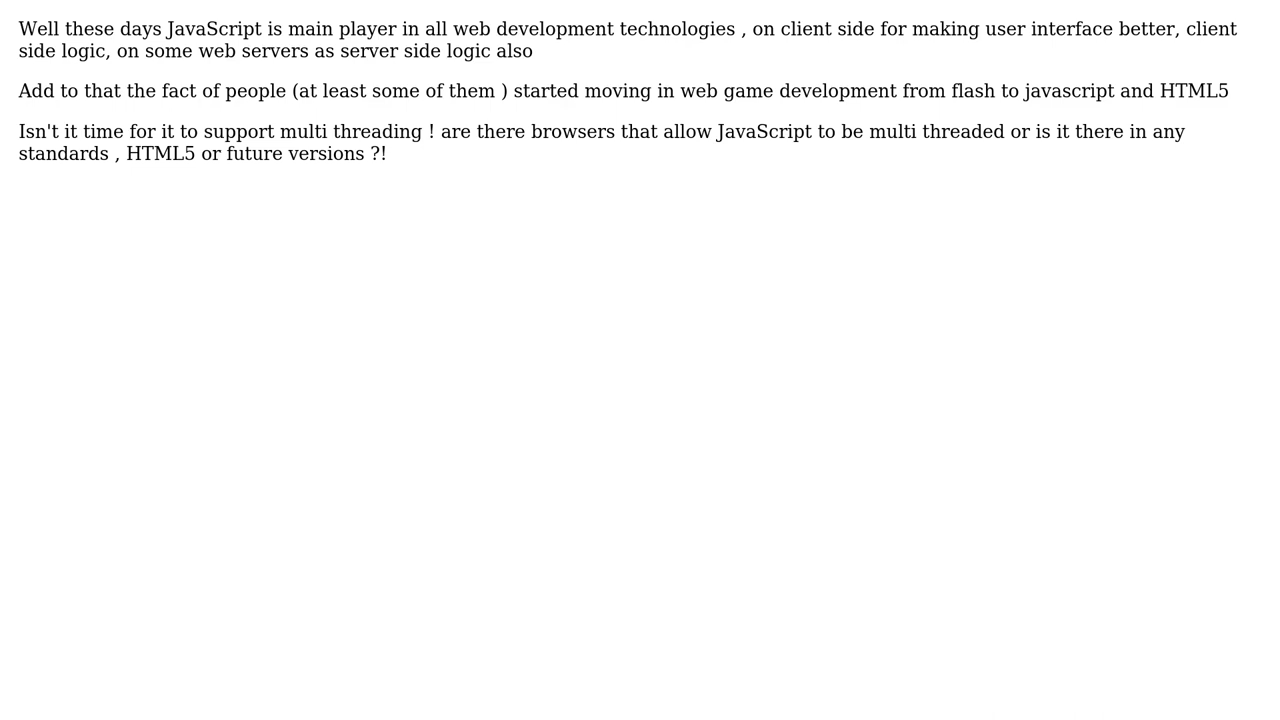 Well these days JavaScript is main player in all web development technologies , on client side for making user interface better, client
side logic, on some web servers as server side logic also
Add to that the fact of people (at least some of them ) started moving in web game development from flash to javascript and HTML5
Isn't it time for it to support multi threading ! are there browsers that allow JavaScript to be multi threaded or is it there in any
standards , HTML5 or future versions ?!